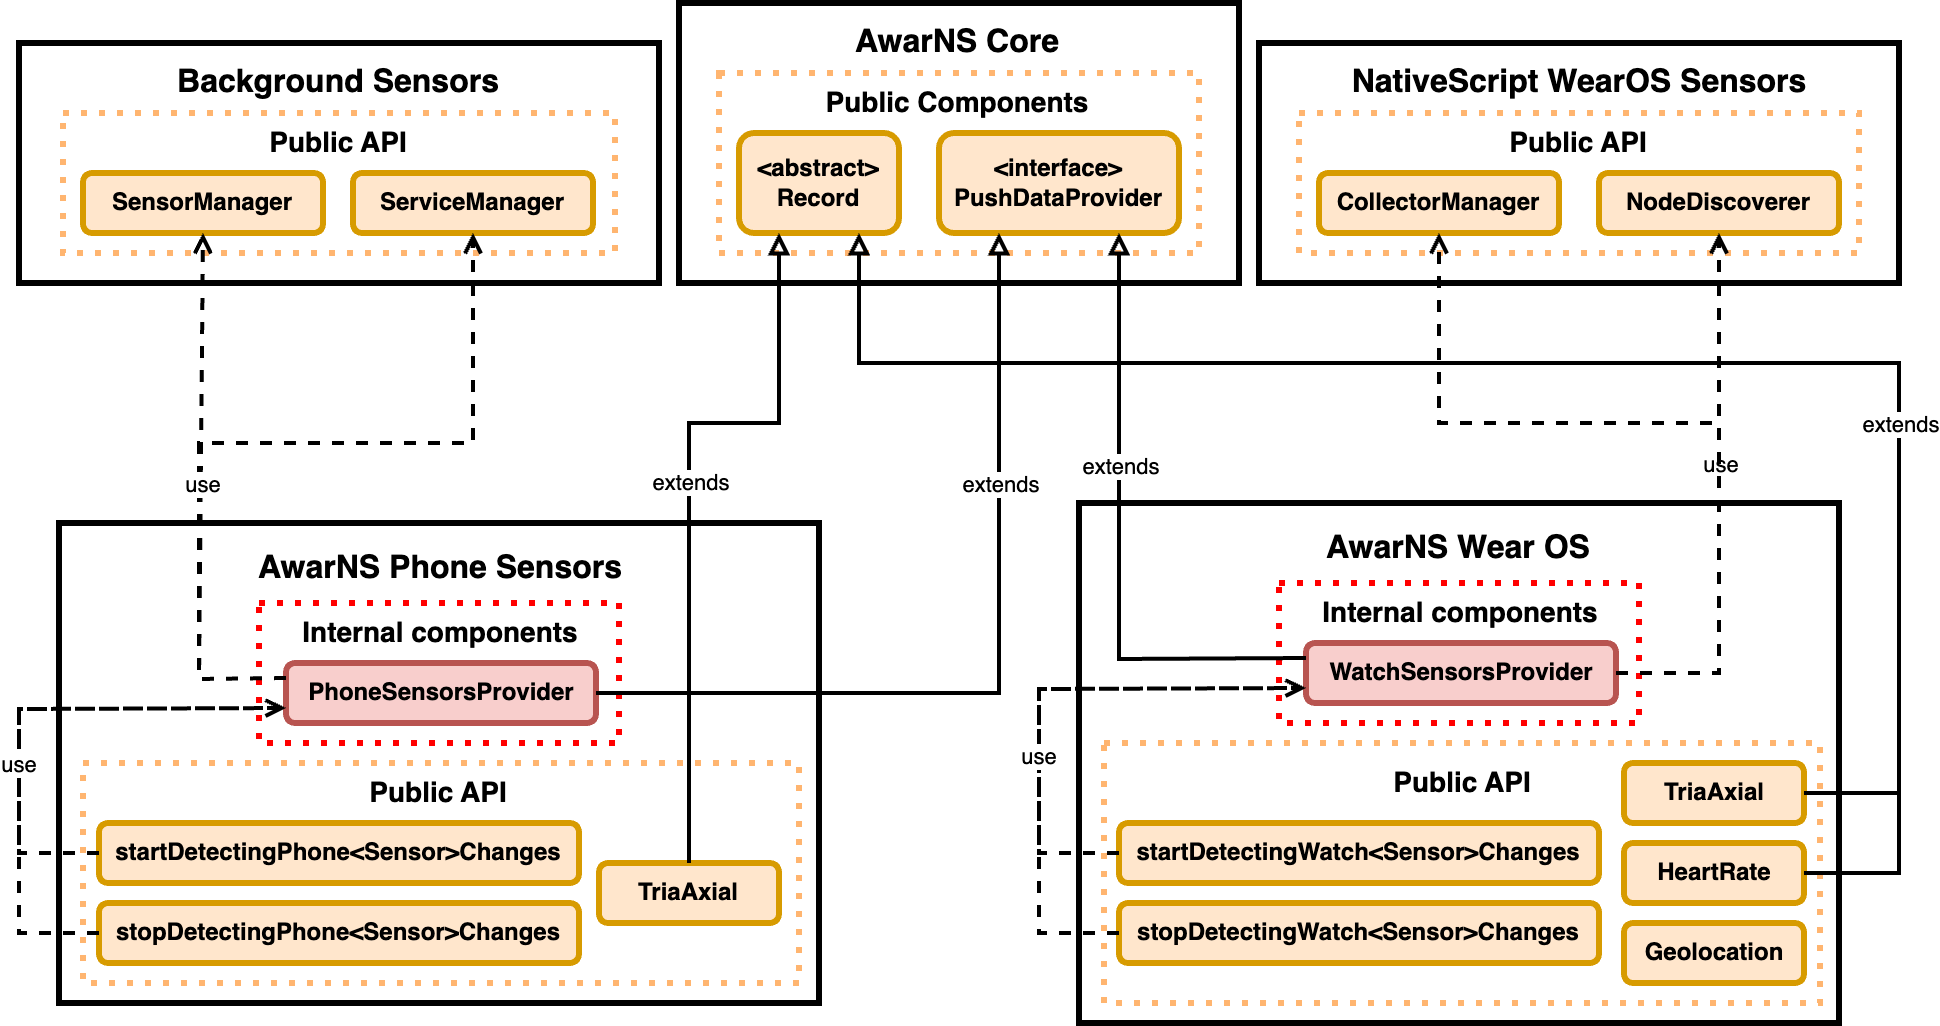 AwarNS Core
Background Sensors
NativeScript WearOS Sensors
Public Components
Public API
Public API
<abstract>
Record
<interface>
PushDataProvider
SensorManager
ServiceManager
CollectorManager
NodeDiscoverer
extends
use
extends
extends
extends
use
AwarNS Phone Sensors
Internal components
PhoneSensorsProvider
use
Public API
startDetectingPhone<Sensor>Changes
stopDetectingPhone<Sensor>Changes
TriaAxial
AwarNS Wear OS
Internal components
WatchSensorsProvider
use
Public API
startDetectingWatch<Sensor>Changes
stopDetectingWatch<Sensor>Changes
TriaAxial
HeartRate
Geolocation